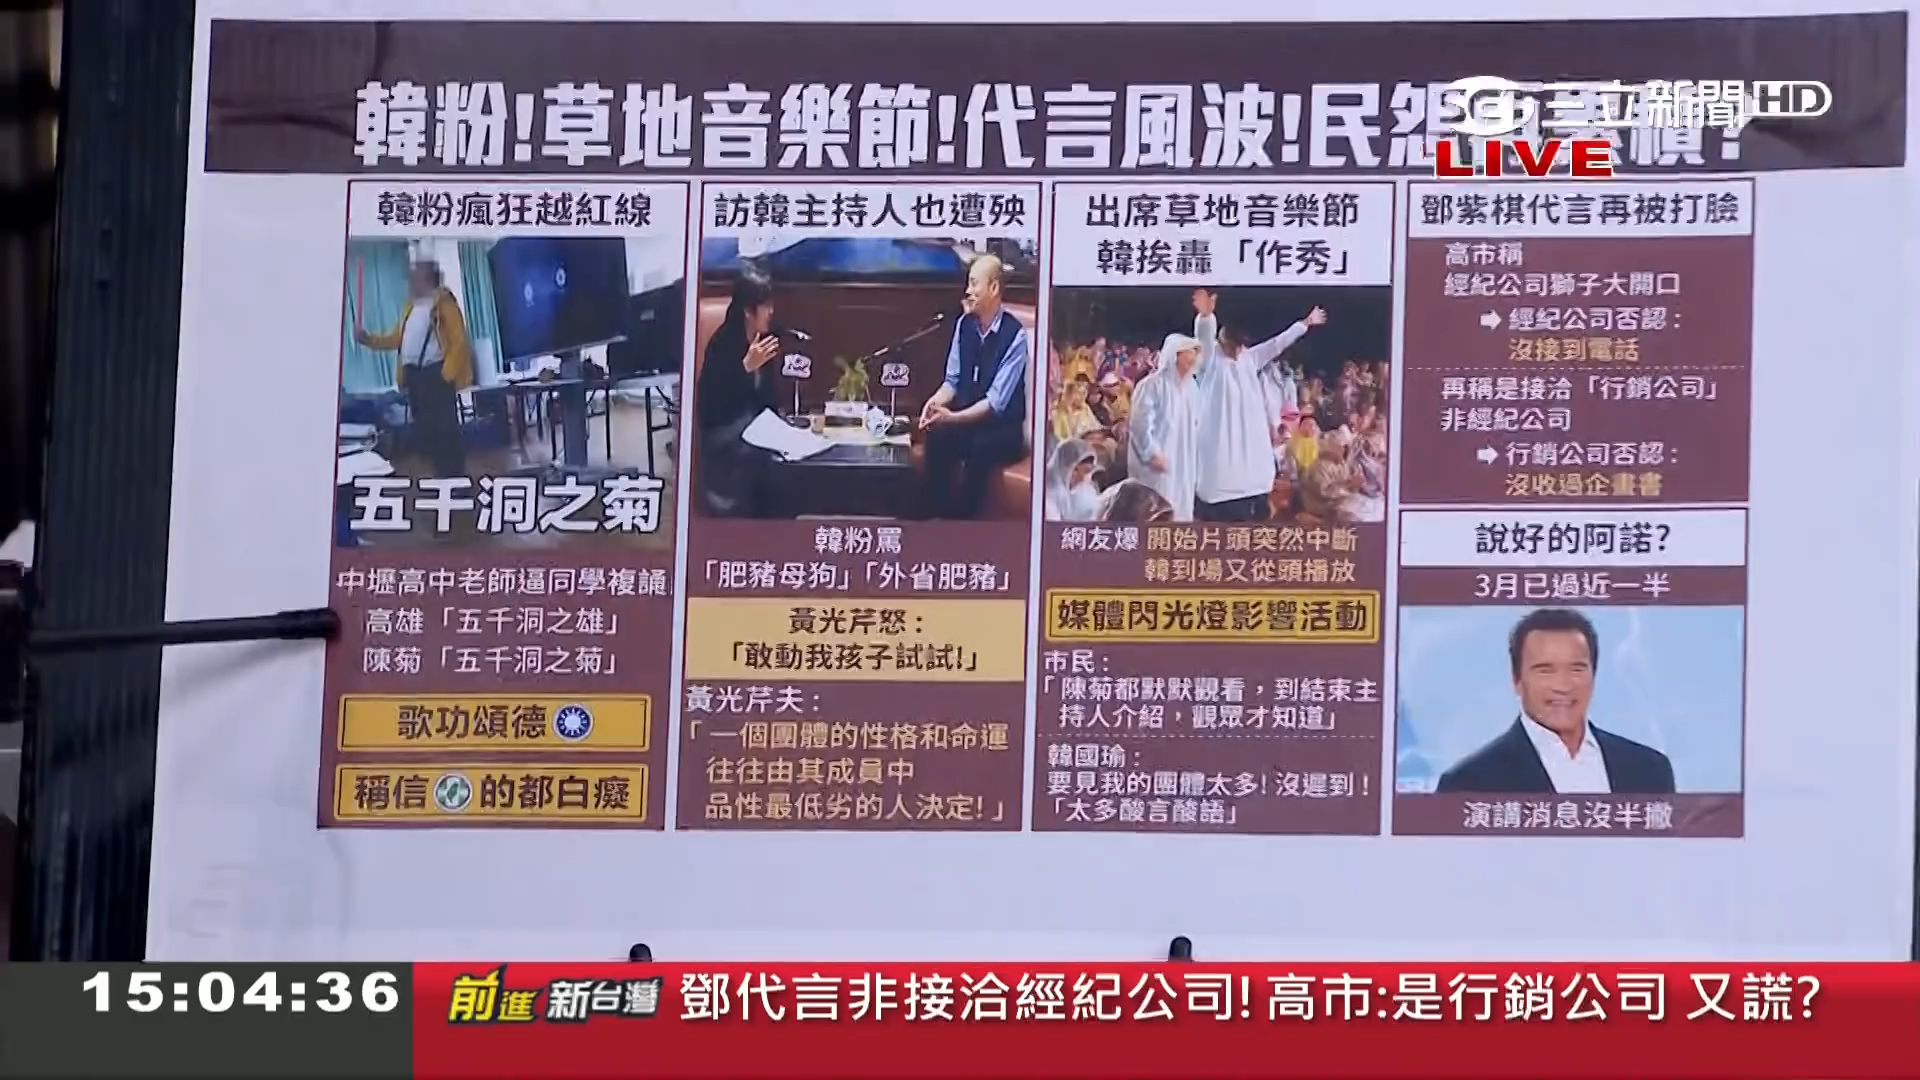 韓粉!草地音樂節!代言風波!民怨
SET三立新聞HD
LIVE
韓粉瘋狂越紅線
五千洞之菊
中壢高中老師逼同學複誦
高雄「五千洞之雄」
陳菊「五千洞之菊」
歌功頌德
稱信 的都白癡
訪韓主持人也遭殃
韓粉罵
「肥豬母狗」「外省肥豬」
黃光芹怒:
「敢動我孩子試試!」
黃光芹夫:
「一個團體的性格和命運
往往由其成員中
品性最低劣的人決定!」
出席草地音樂節
韓挨轟「作秀」
網友爆 開始片頭突然中斷
韓到場又從頭播放
媒體閃光燈影響活動
市民:
「陳菊都默默觀看,到結束主
持人介紹,觀眾才知道」
韓國瑜:
要見我的團體太多!沒遲到!
「太多酸言酸語」
鄧紫棋代言再被打臉
高市稱
經紀公司獅子大開口
➡經紀公司否認:
沒接到電話
再稱是接洽「行銷公司」
非經紀公司
➡行銷公司否認:
沒收過企畫書
說好的阿諾?
3月已過近一半
演講消息沒半撇
15:04:36
前進新台灣
鄧代言非接洽經紀公司!高市:是行銷公司 又謊?